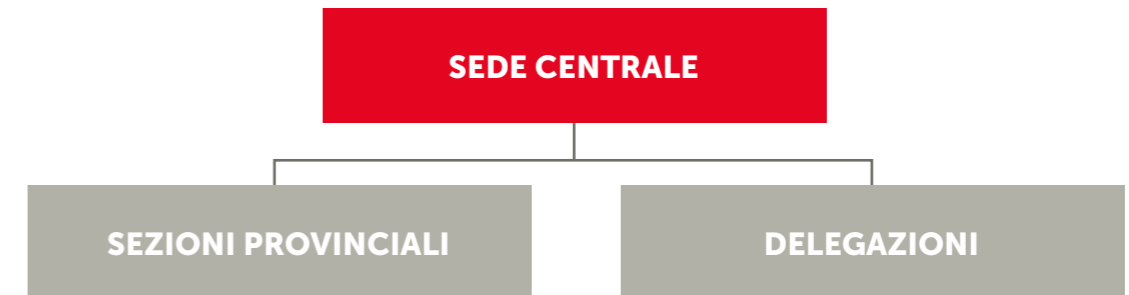 SEDE CENTRALE
SEZIONI PROVINCIALI
DELEGAZIONI